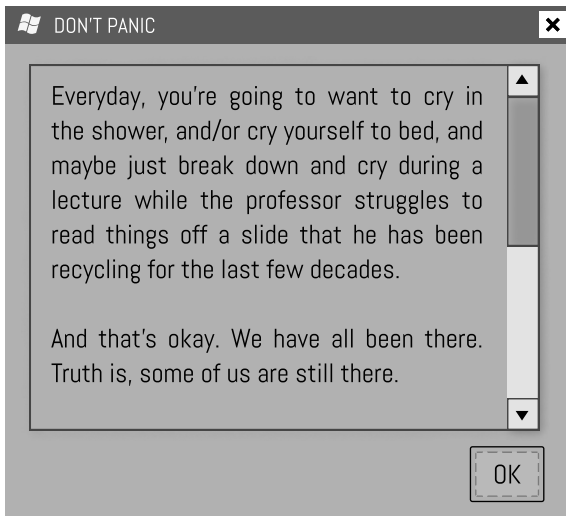 DON'T PANIC
Everyday, you're going to want to cry in
the shower, and/or cry yourself to bed, and
maybe just break down and cry during a
lecture while the professor struggles to
read things off a slide that he has been
recycling for the last few decades.
And that's okay. We have all been there.
Truth is, some of us are still there.
OK